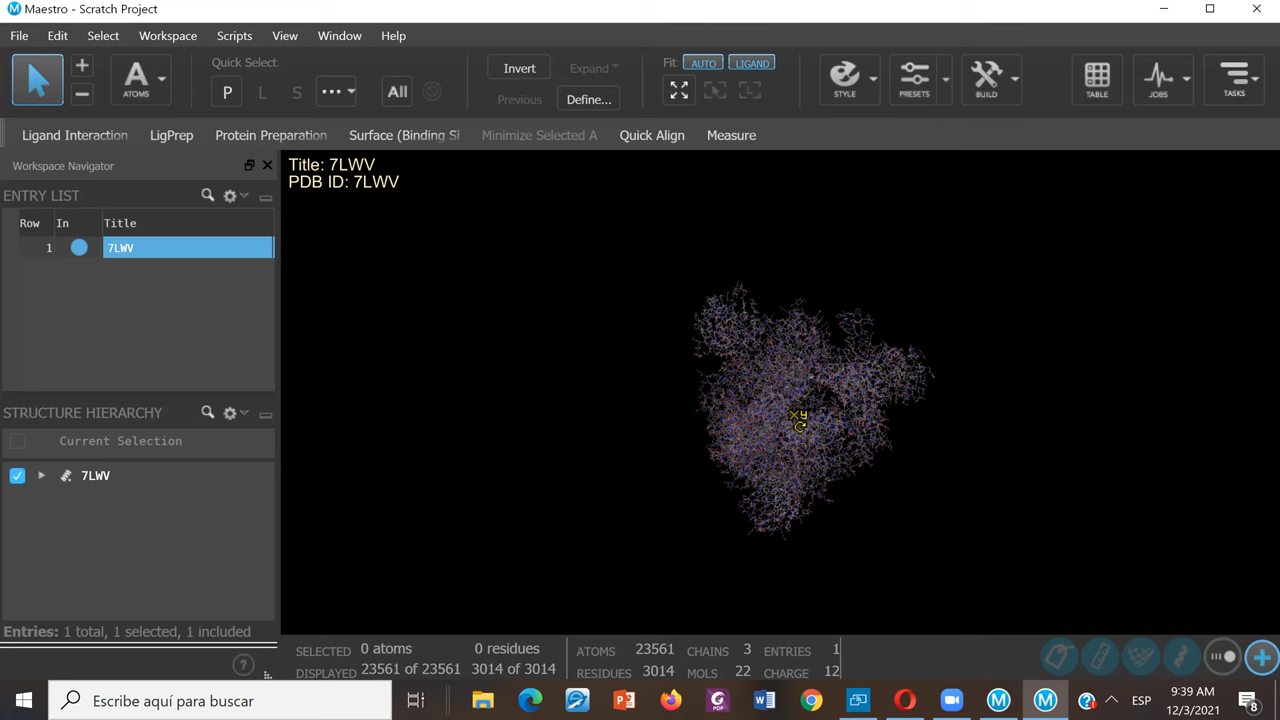 Maestro - Scratch Project
File Edit Select Workspace Scripts View Window Help
Quick Select Invert Expand Fit: AUTO LIGAND
ATOMS P L S All Previous Define... STYLE PRESETS BUILD TABLE JOBS TASKS
Ligand Interaction LigPrep Protein Preparation Surface (Binding Si Minimize Selected A Quick Align Measure
Workspace Navigator
Title: 7LWV
PDB ID: 7LWV
ENTRY LIST
Row In Title
1 7LWV
x y
STRUCTURE HIERARCHY
Current Selection
7LWV
Entries: 1 total, 1 selected, 1 included
SELECTED 0 atoms 0 residues ATOMS 23561 CHAINS 3 ENTRIES 1
DISPLAYED 23561 of 23561 3014 of 3014 RESIDUES 3014 MOLS 22 CHARGE 12
Escribe aquí para buscar
ESP
9:39 AM
12/3/2021
8